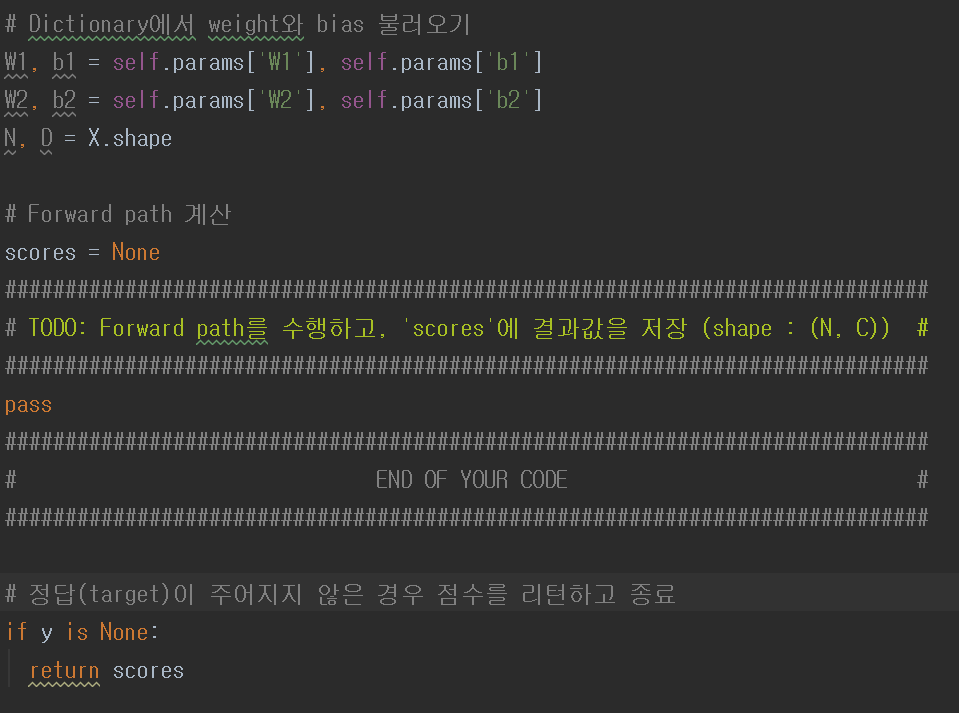 # Dictionary에서 weight와 bias 불러오기
W1, b1 = self.params['W1'], self.params['b1']
W2, b2 = self.params['W2'], self.params['b2']
N, D = X.shape
# Forward path 계산
scores = None
#############################################################################
# TODO: Forward path를 수행하고, 'scores'에 결과값을 저장 (shape : (N, C))  #
#############################################################################
pass
#############################################################################
#                              END OF YOUR CODE                             #
#############################################################################
# 정답(target)이 주어지지 않은 경우 점수를 리턴하고 종료
if y is None:
  return scores